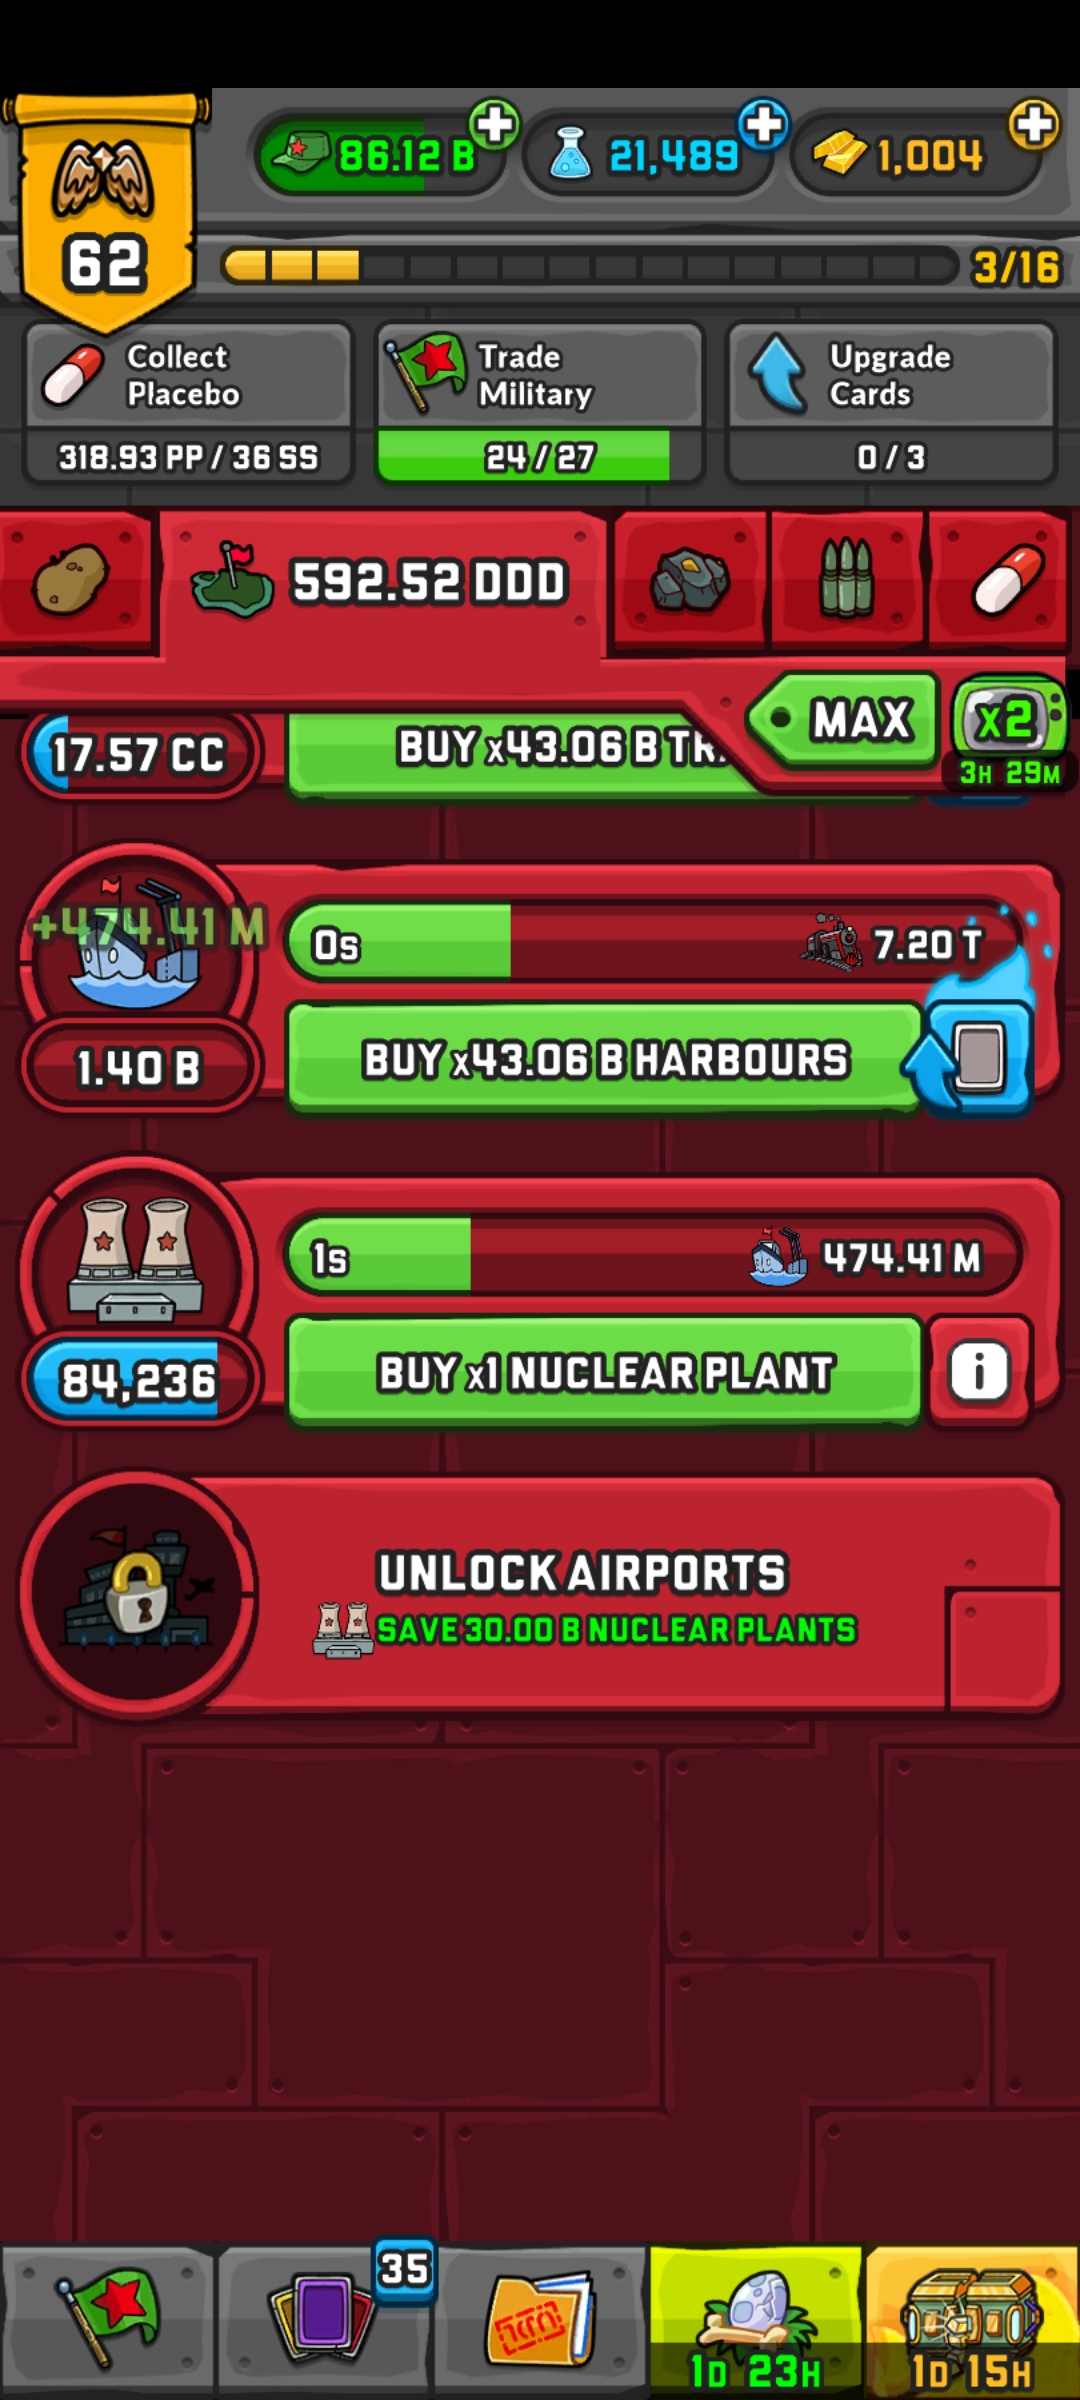 86.12 B
21,489
1,004
62
3/16
Collect
Placebo
318.93 PP / 36 SS
Trade
Military
24 / 27
Upgrade
Cards
0 / 3
592.52 DDD
MAX
x2
3H 29M
17.57 CC
BUY x43.06 B
+474.41 M
0s
7.20 T
1.40 B
BUY x43.06 B HARBOURS
1s
474.41 M
84,236
BUY x1 NUCLEAR PLANT
i
UNLOCK AIRPORTS
SAVE 30.00 B NUCLEAR PLANTS
35
1D 23H
1D 15H